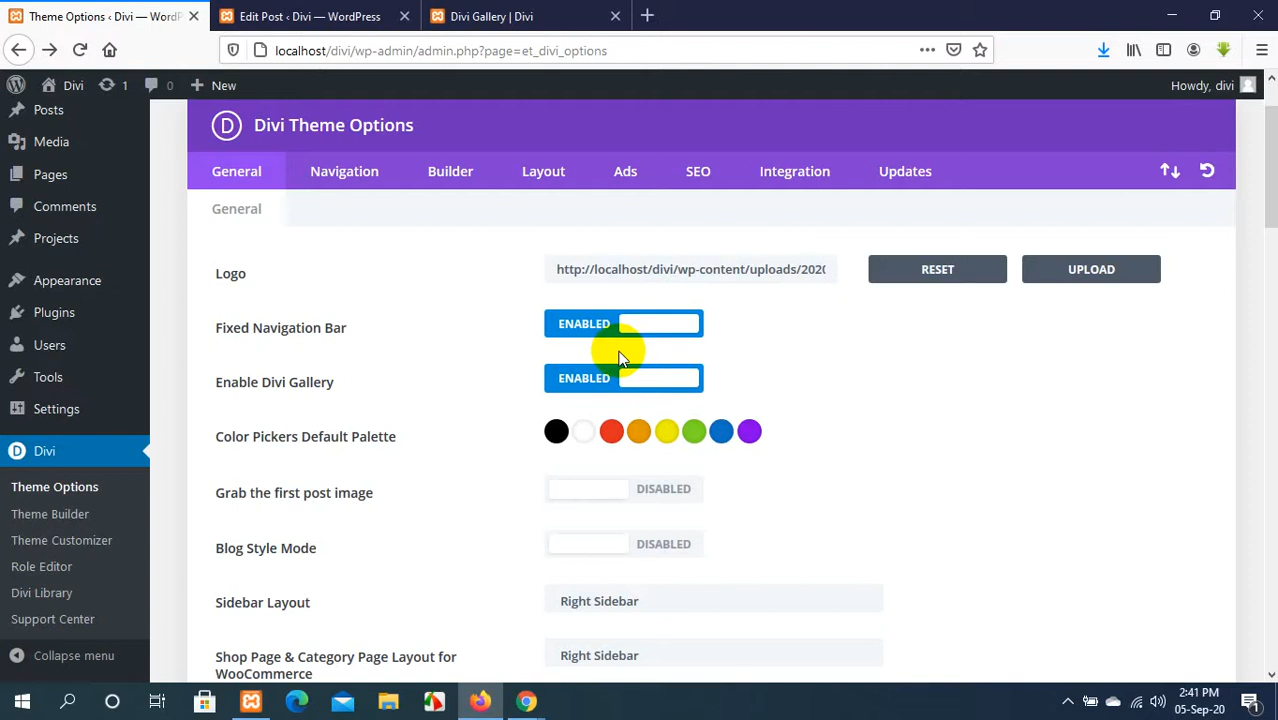 Theme Options ‹ Divi — WordPress
Edit Post ‹ Divi — WordPress
Divi Gallery | Divi
localhost/divi/wp-admin/admin.php?page=et_divi_options
Divi
1
0
New
Howdy, divi
Posts
Media
Pages
Comments
Projects
Appearance
Plugins
Users
Tools
Settings
Divi
Theme Options
Theme Builder
Theme Customizer
Role Editor
Divi Library
Support Center
Collapse menu
D Divi Theme Options
General Navigation Builder Layout Ads SEO Integration Updates
General
Logo http://localhost/divi/wp-content/uploads/2020 RESET UPLOAD
Fixed Navigation Bar ENABLED
Enable Divi Gallery ENABLED
Color Pickers Default Palette
Grab the first post image DISABLED
Blog Style Mode DISABLED
Sidebar Layout Right Sidebar
Shop Page & Category Page Layout for Right Sidebar
WooCommerce
2:41 PM
05-Sep-20